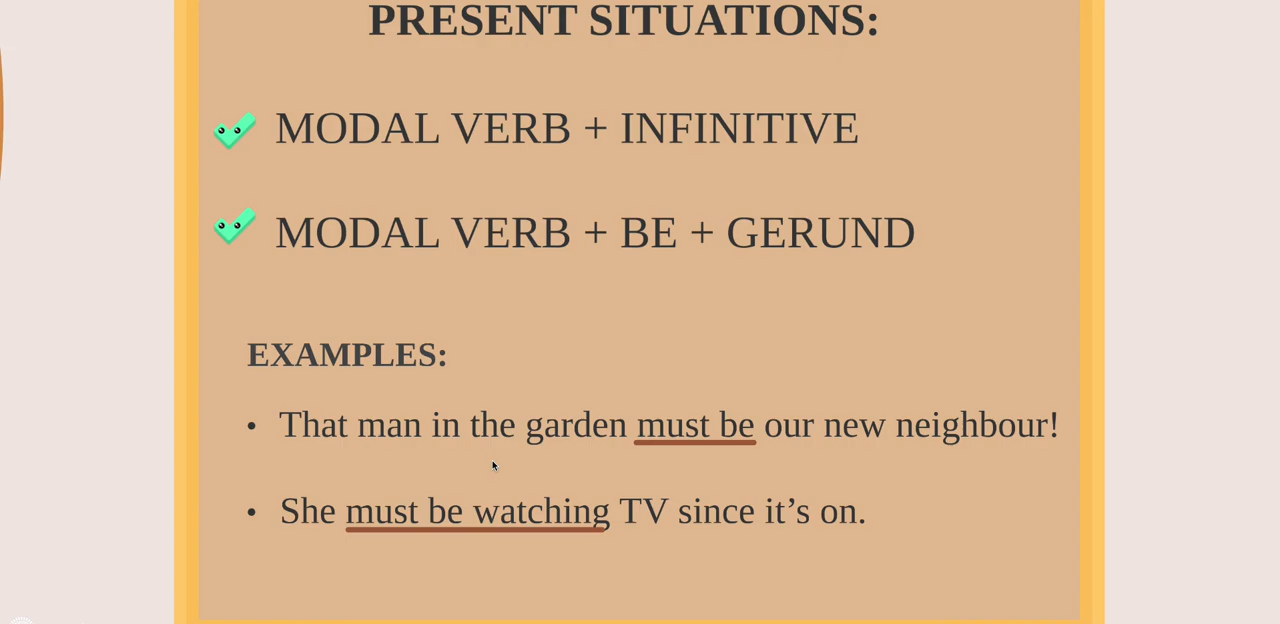 PRESENT SITUATIONS:
MODAL VERB + INFINITIVE
MODAL VERB + BE + GERUND
EXAMPLES:
• That man in the garden must be our new neighbour!
• She must be watching TV since it’s on.